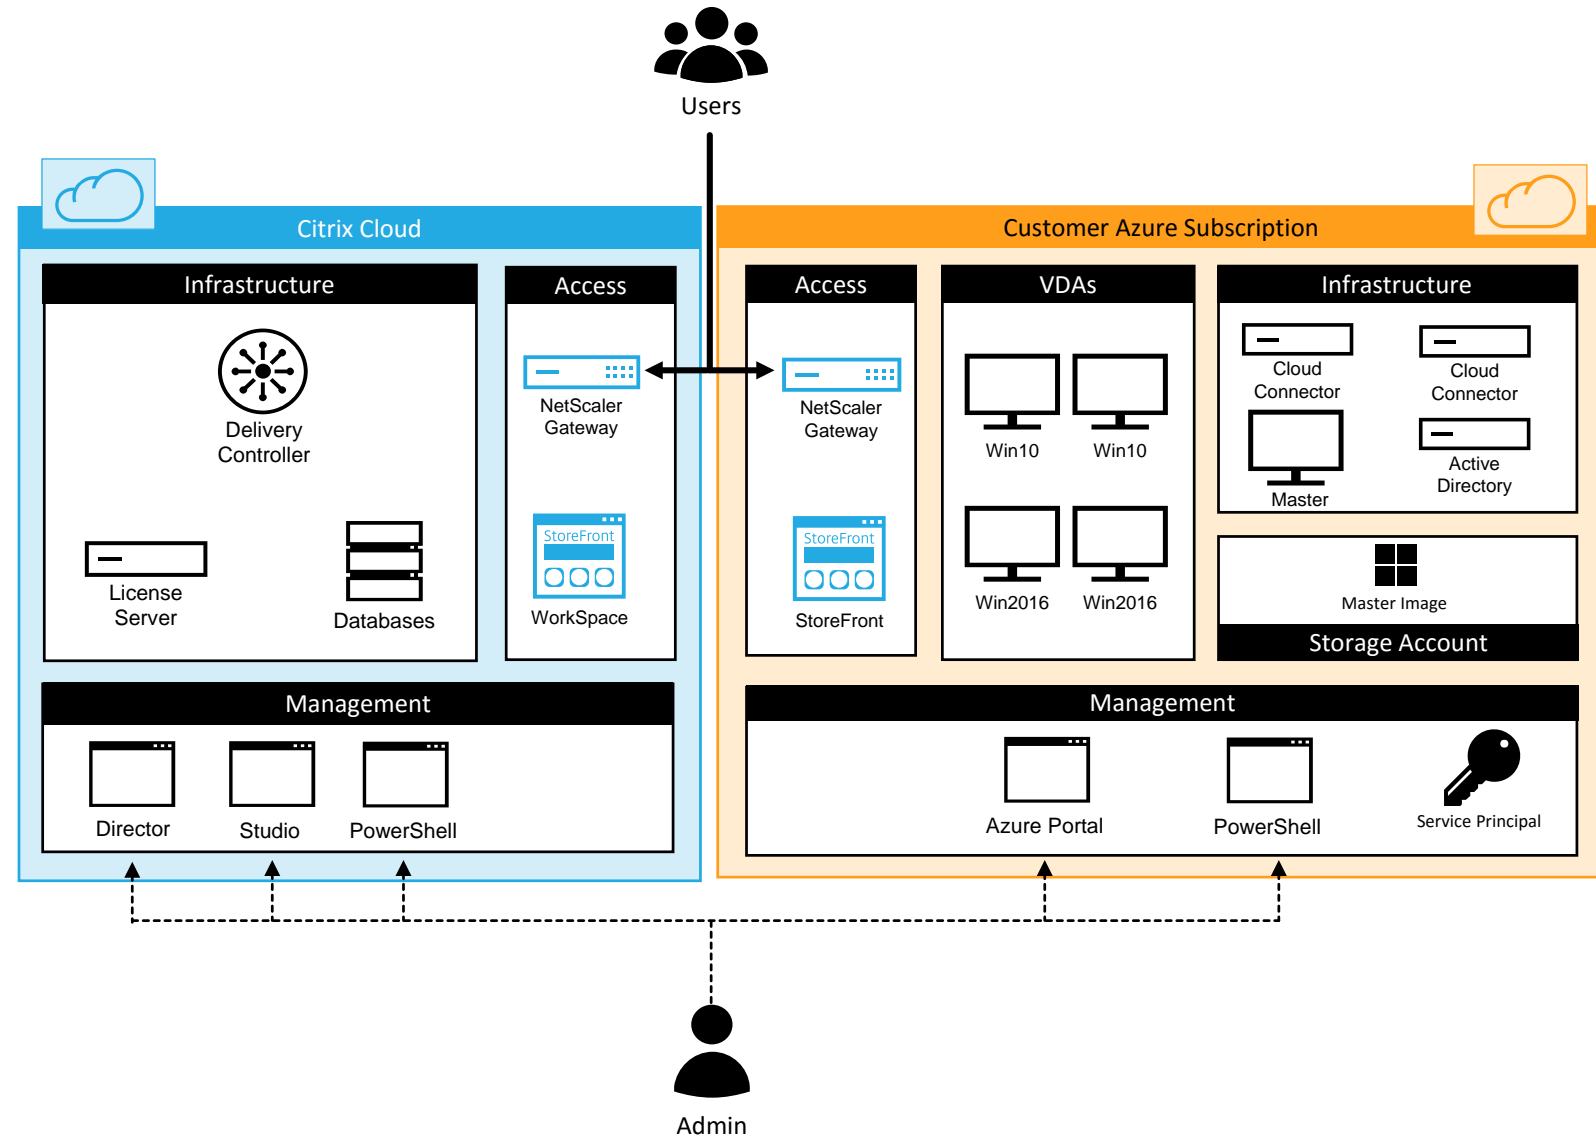 Users
Citrix Cloud
Infrastructure
Delivery
Controller
License
Server
Databases
Access
NetScaler
Gateway
StoreFront
WorkSpace
Management
Director
Studio
PowerShell
Customer Azure Subscription
Access
NetScaler
Gateway
StoreFront
StoreFront
VDAs
Win10
Win10
Win2016
Win2016
Infrastructure
Cloud
Connector
Cloud
Connector
Master
Active
Directory
Master Image
Storage Account
Management
Azure Portal
PowerShell
Service Principal
Admin